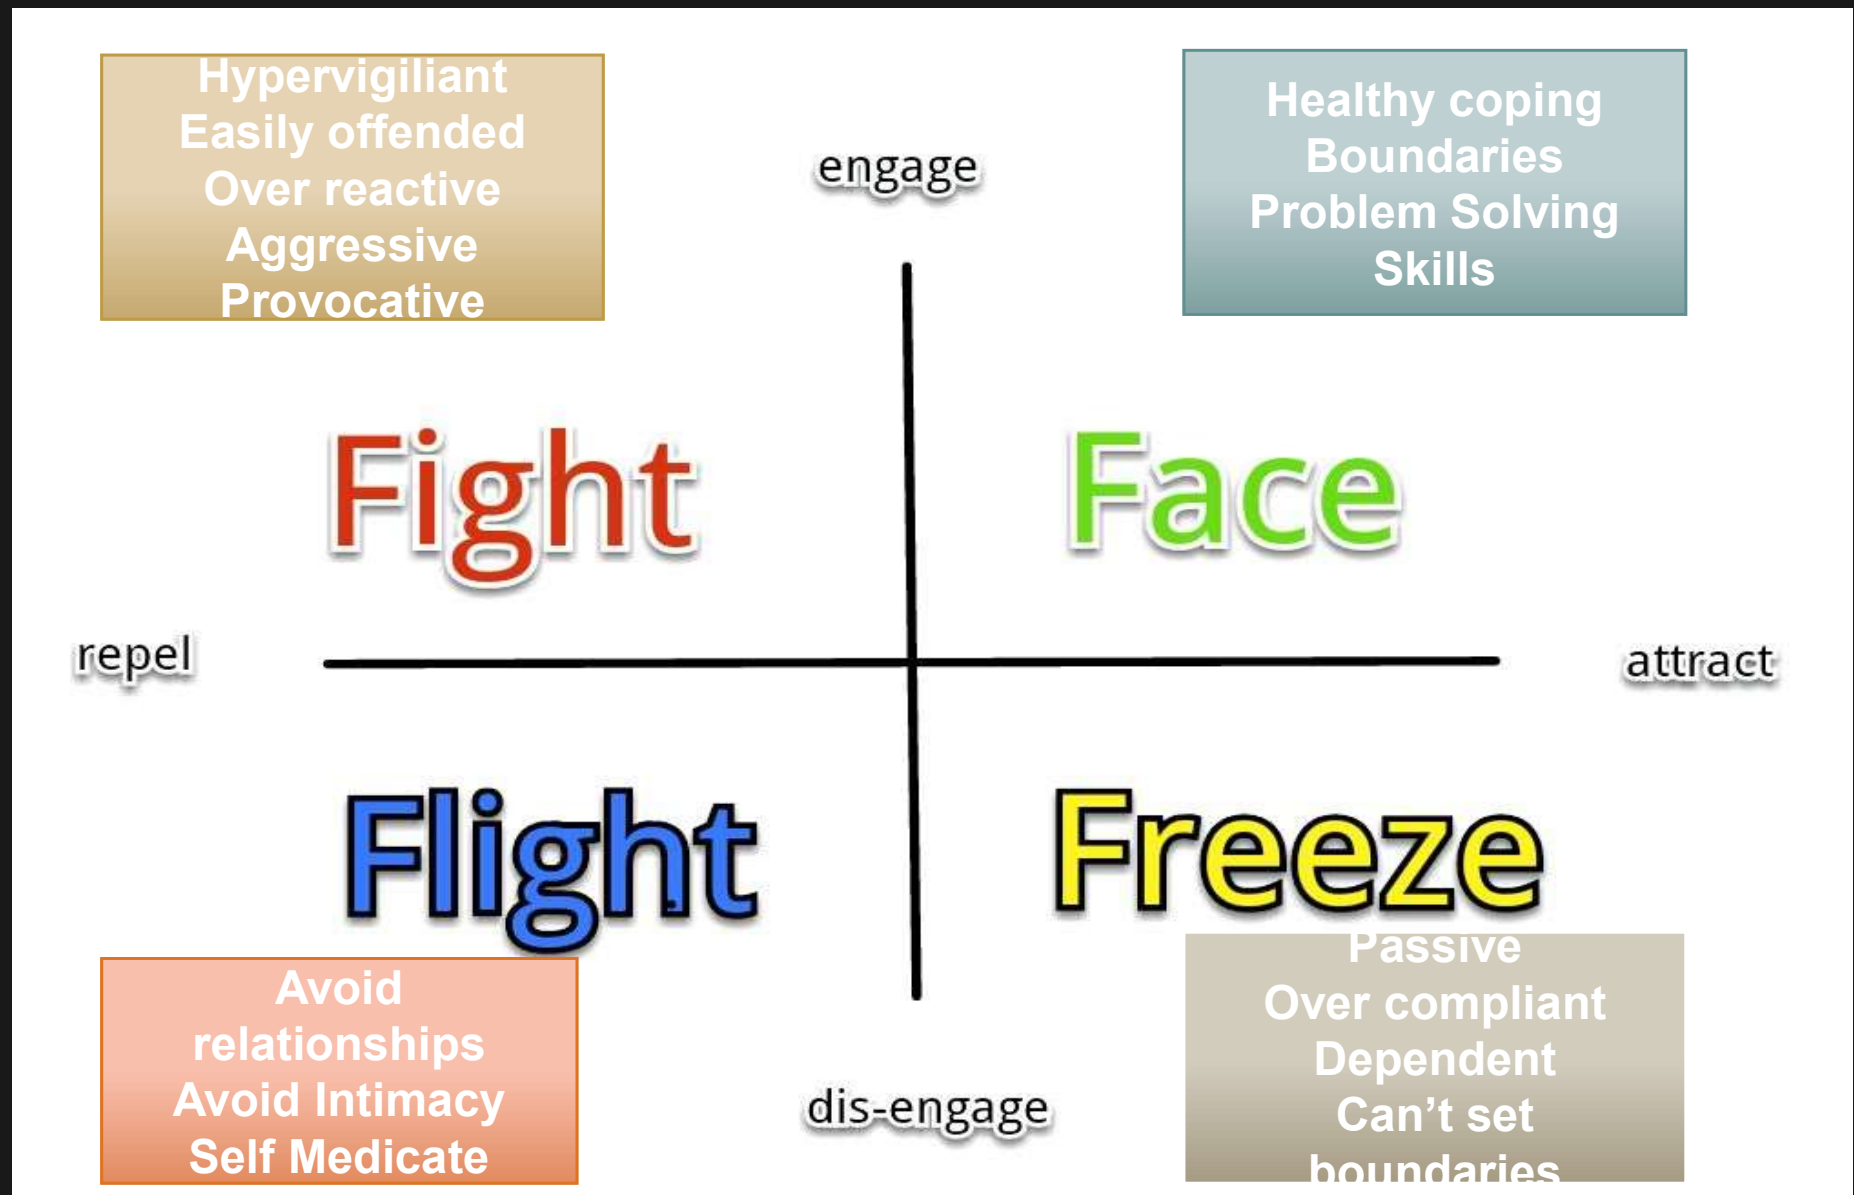 Hypervigiliant
Easily offended
Over reactive
Aggressive
Provocative
Healthy coping
Boundaries
Problem Solving
Skills
engage
Fight
Face
repel
attract
Flight
Freeze
Avoid
relationships
Avoid Intimacy
Self Medicate
dis-engage
Passive
Over compliant
Dependent
Can’t set
boundaries